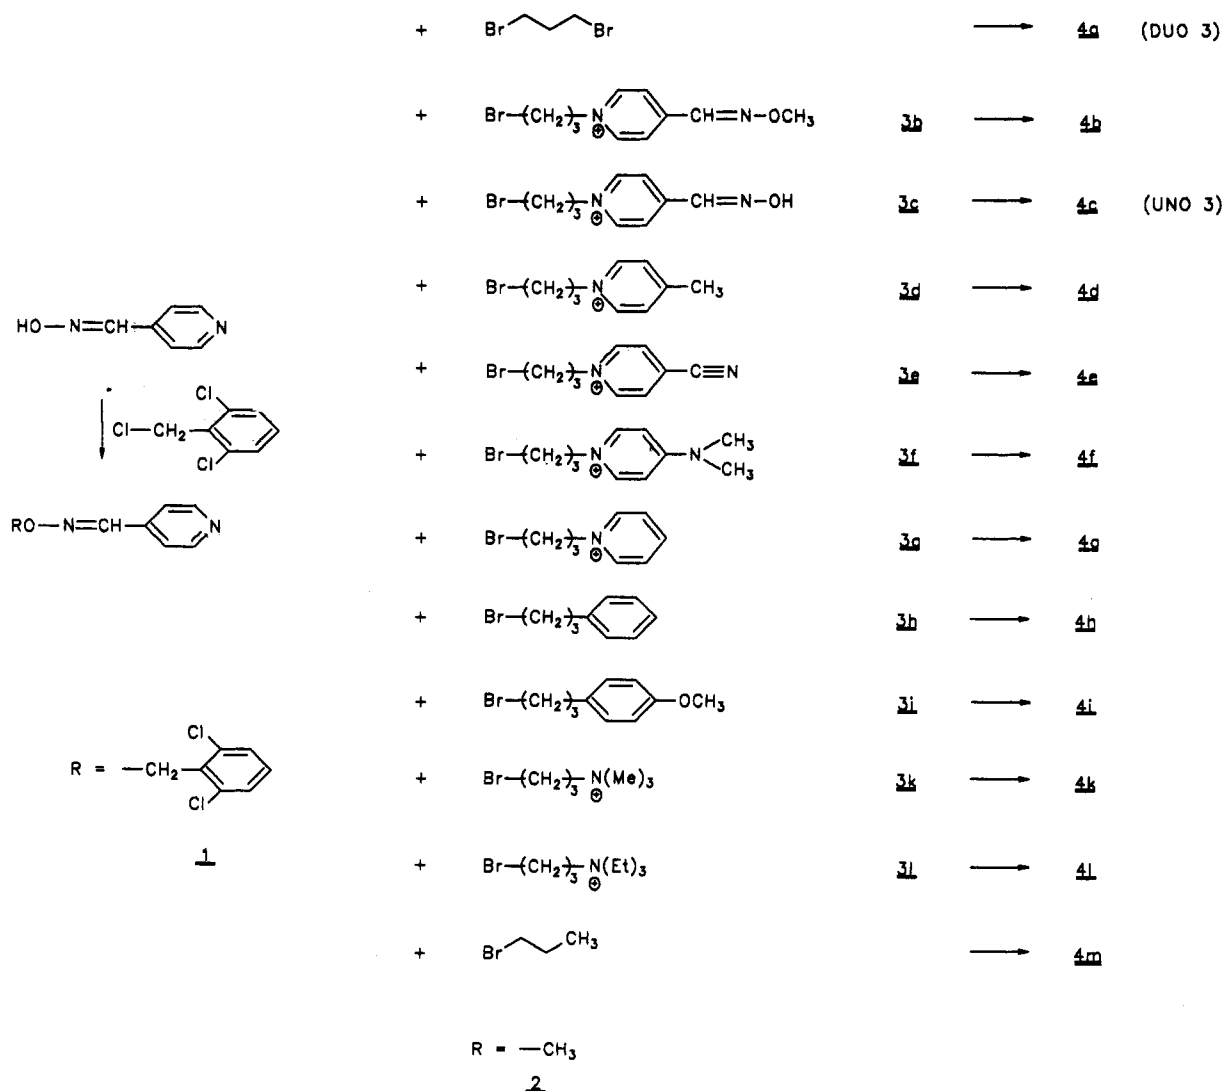 + Br Br 4a (DUO 3)
+ Br-(CH2)3-N⊕ CH=N-OCH3 3b 4b
+ Br-(CH2)3-N⊕ CH=N-OH 3c 4c (UNO 3)
+ Br-(CH2)3-N⊕ CH3 3d 4d
HO-N=CH N
+ Br-(CH2)3-N⊕ C≡N 3e 4e
Cl-CH2 Cl Cl
+ Br-(CH2)3-N⊕ N CH3 CH3 3f 4f
RO-N=CH N
+ Br-(CH2)3-N⊕ 3g 4g
+ Br-(CH2)3 3h 4h
+ Br-(CH2)3 OCH3 3i 4i
R = -CH2 Cl Cl
+ Br-(CH2)3-N⊕(Me)3 3k 4k
1
+ Br-(CH2)3-N⊕(Et)3 3l 4l
+ Br CH3 4m
R = -CH3
2